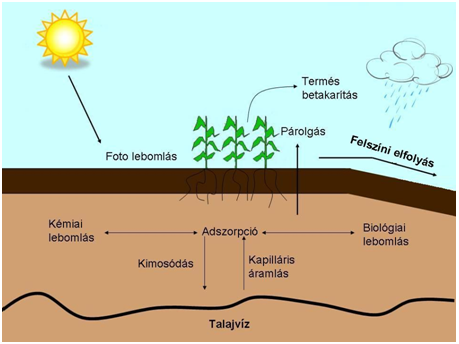 Termés
betakarítás
Párolgás
Felszíni elfolyás
Foto lebomlás
Kémiai
lebomlás
Adszorpció
Biológiai
lebomlás
Kimosódás
Kapilláris
áramlás
Talajvíz